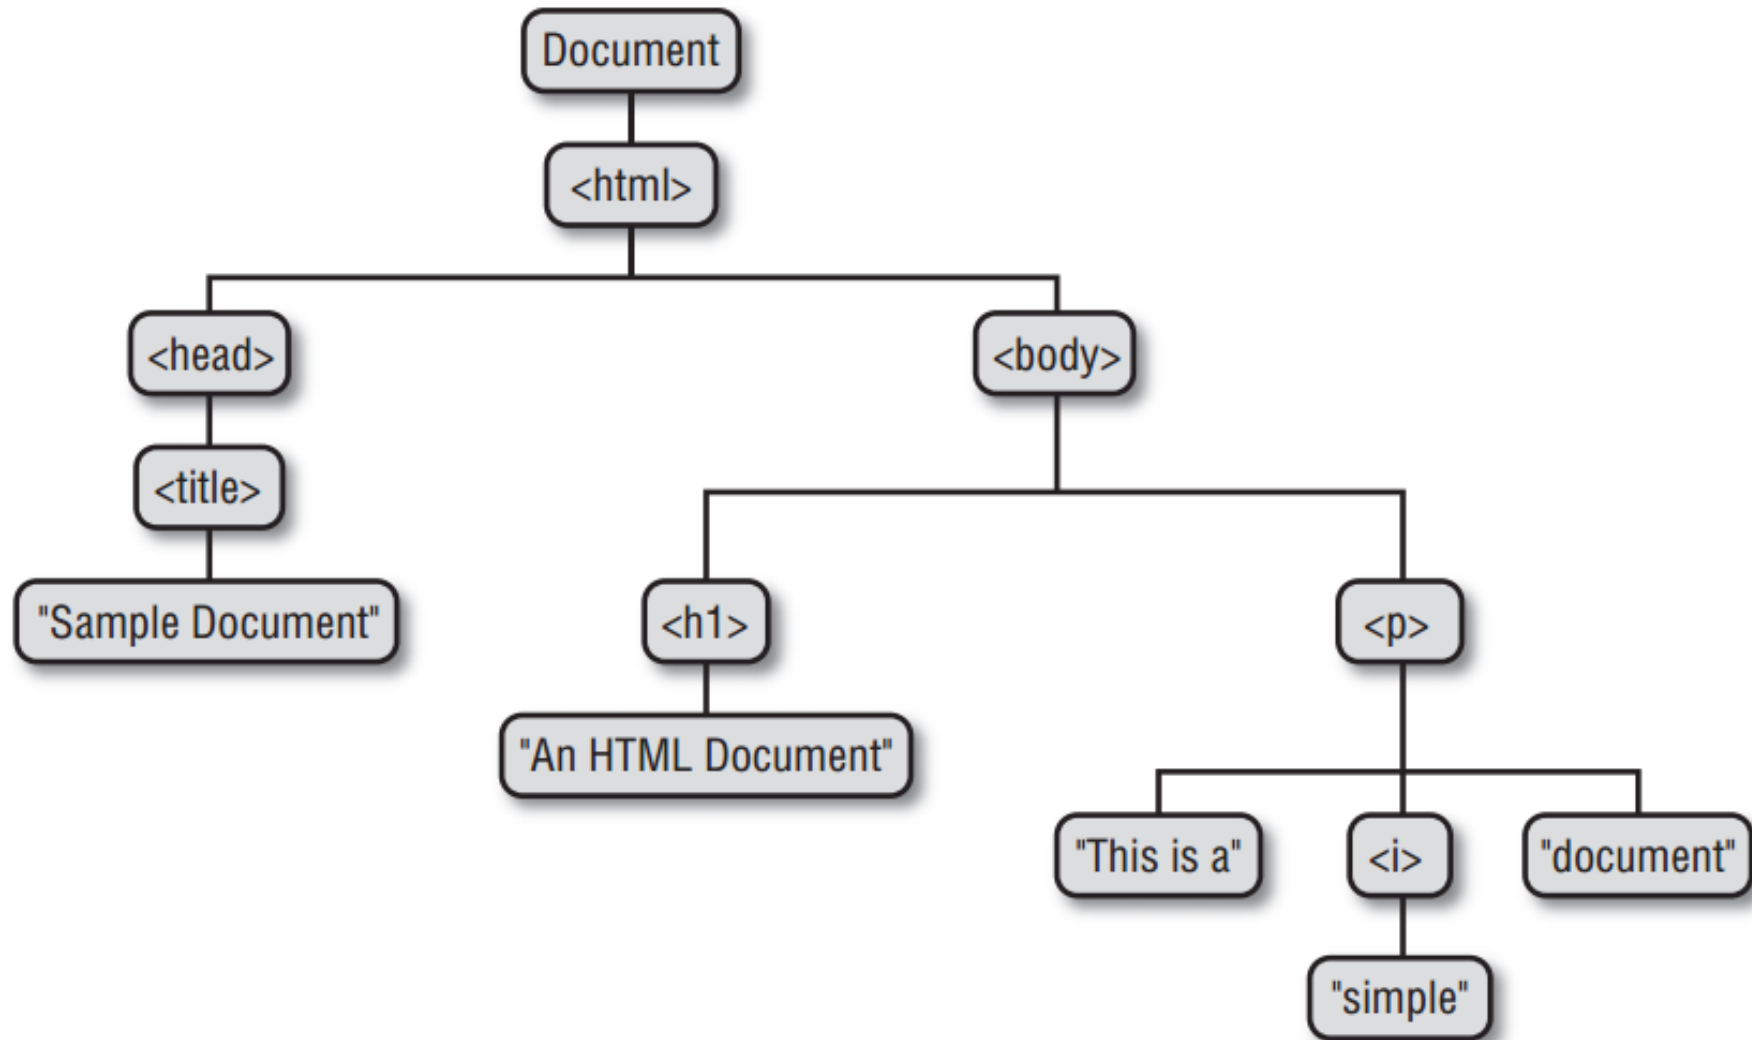 Document
<html>
<head>
<body>
<title>
"Sample Document"
<h1>
<p>
"An HTML Document"
"This is a"
<i>
"document"
"simple"